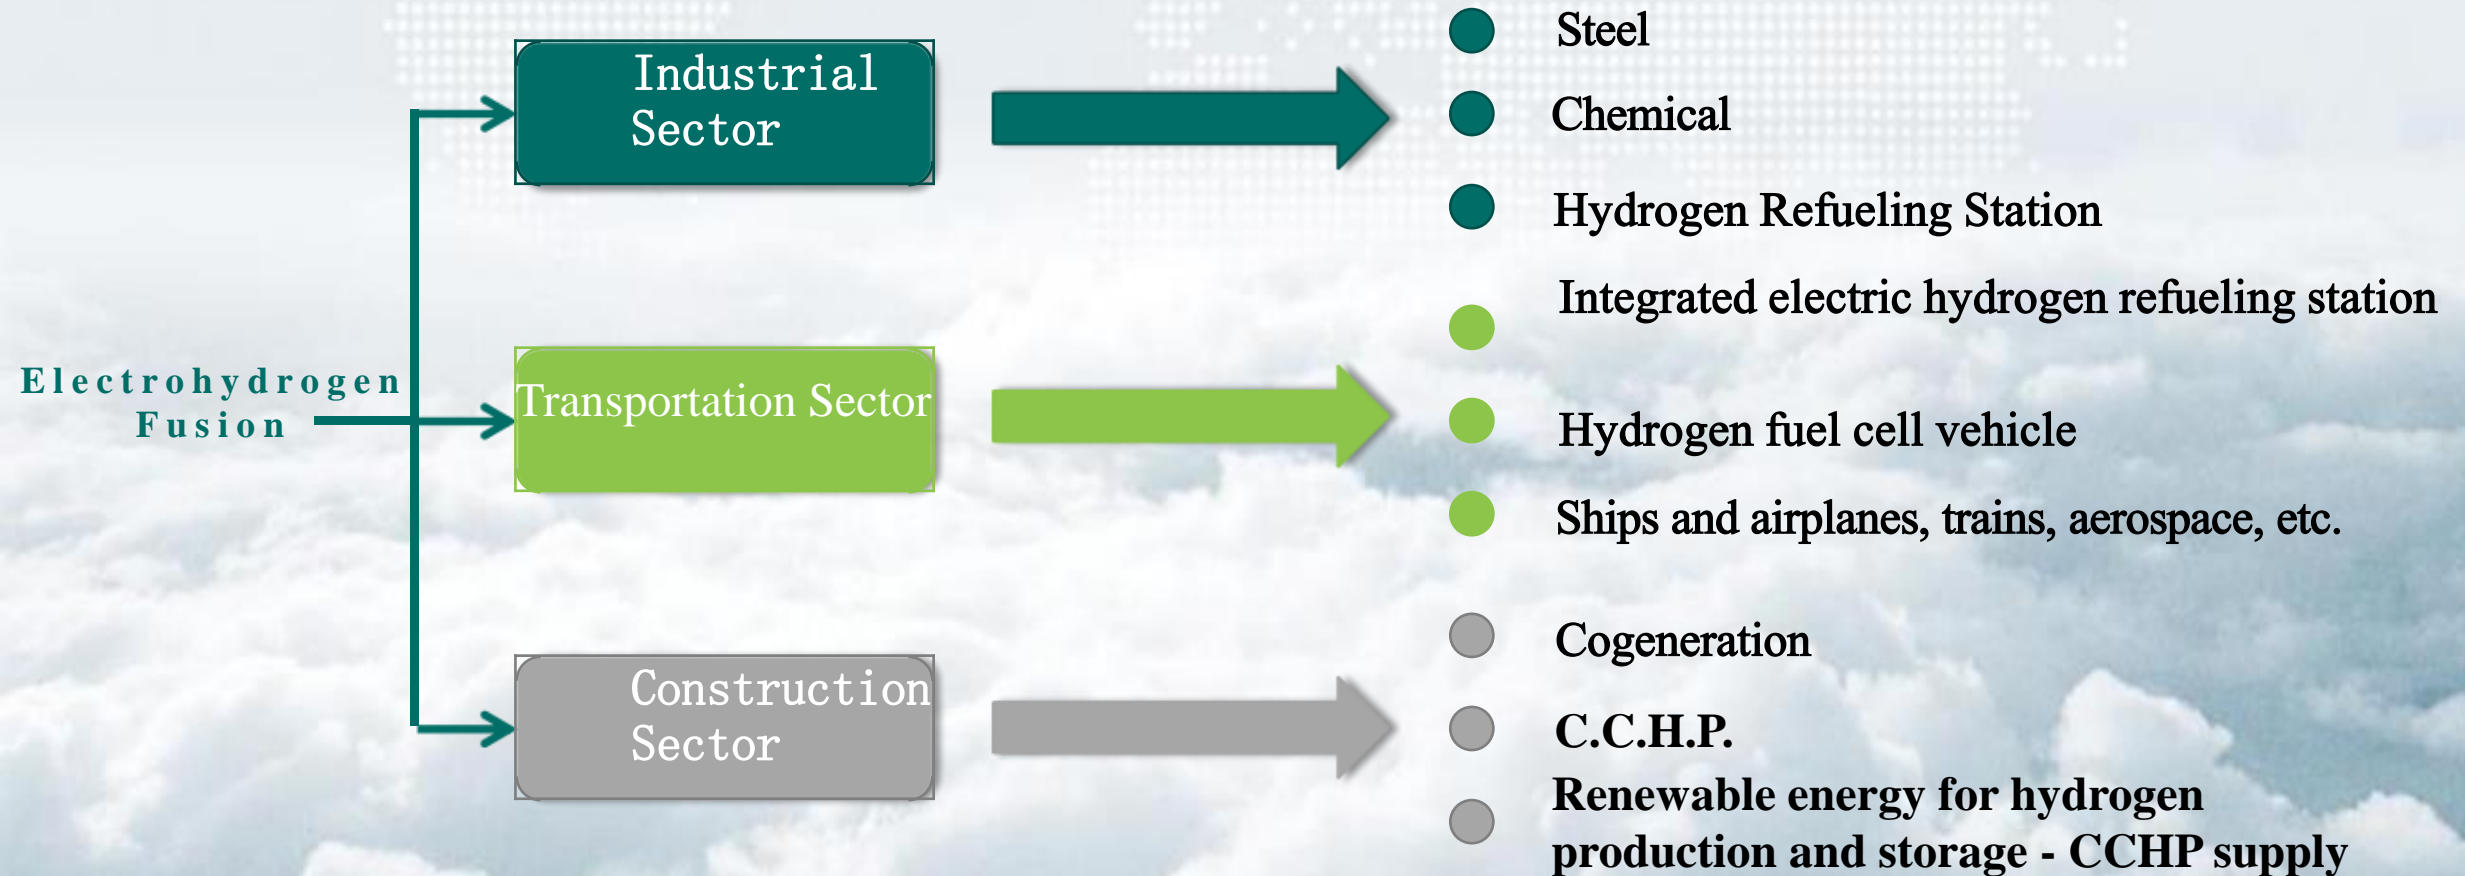 Electrohydrogen
Fusion
Industrial
Sector
Steel
Chemical
Hydrogen Refueling Station
Transportation Sector
Integrated electric hydrogen refueling station
Hydrogen fuel cell vehicle
Ships and airplanes, trains, aerospace, etc.
Construction
Sector
Cogeneration
C.C.H.P.
Renewable energy for hydrogen
production and storage - CCHP supply